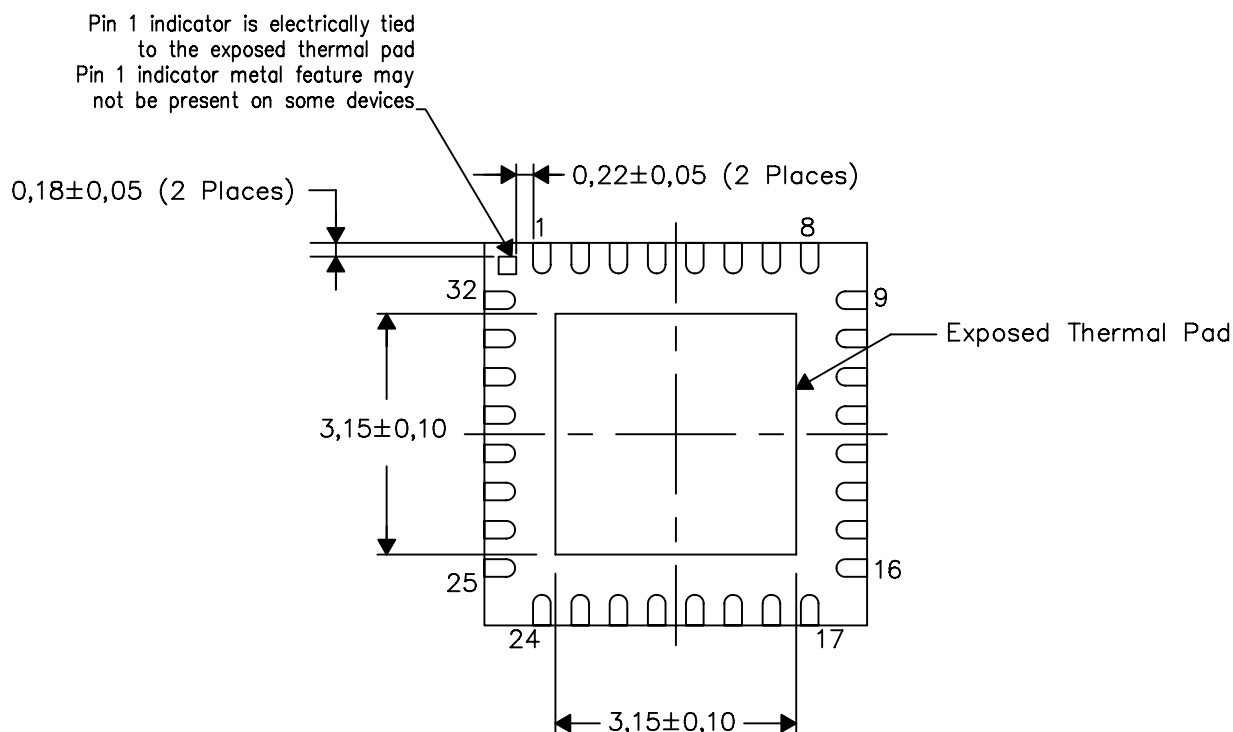 Pin 1 indicator is electrically tied
to the exposed thermal pad
Pin 1 indicator metal feature may
not be present on some devices
0,18±0,05 (2 Places)
0,22±0,05 (2 Places)
1
8
32
9
Exposed Thermal Pad
3,15±0,10
25
16
24
17
3,15±0,10